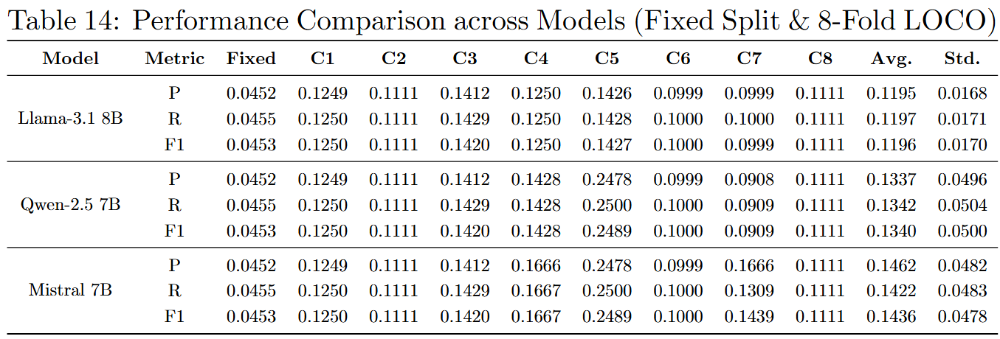 Table 14: Performance Comparison across Models (Fixed Split & 8-Fold LOCO)
Model Metric Fixed C1 C2 C3 C4 C5 C6 C7 C8 Avg. Std.
P 0.0452 0.1249 0.1111 0.1412 0.1250 0.1426 0.0999 0.0999 0.1111 0.1195 0.0168
Llama-3.1 8B R 0.0455 0.1250 0.1111 0.1429 0.1250 0.1428 0.1000 0.1000 0.1111 0.1197 0.0171
F1 0.0453 0.1250 0.1111 0.1420 0.1250 0.1427 0.1000 0.0999 0.1111 0.1196 0.0170
P 0.0452 0.1249 0.1111 0.1412 0.1428 0.2478 0.0999 0.0908 0.1111 0.1337 0.0496
Qwen-2.5 7B R 0.0455 0.1250 0.1111 0.1429 0.1428 0.2500 0.1000 0.0909 0.1111 0.1342 0.0504
F1 0.0453 0.1250 0.1111 0.1420 0.1428 0.2489 0.1000 0.0909 0.1111 0.1340 0.0500
P 0.0452 0.1249 0.1111 0.1412 0.1666 0.2478 0.0999 0.1666 0.1111 0.1462 0.0482
Mistral 7B R 0.0455 0.1250 0.1111 0.1429 0.1667 0.2500 0.1000 0.1309 0.1111 0.1422 0.0483
F1 0.0453 0.1250 0.1111 0.1420 0.1667 0.2489 0.1000 0.1439 0.1111 0.1436 0.0478